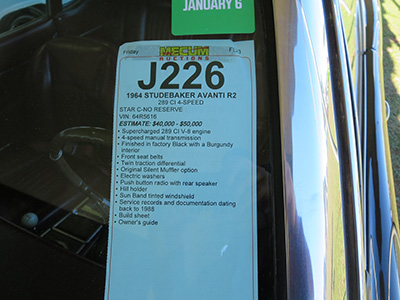 JANUARY 6
Friday
MECUM
AUCTIONS
J226
1964 STUDEBAKER AVANTI R2
289 CI 4-SPEED
STAR C-NO RESERVE
VIN: 64R5616
ESTIMATE: $40,000 - $50,000
• Supercharged 289 CI V-8 engine
• 4-speed manual transmission
• Finished in factory Black with a Burgundy
interior
• Front seat belts
• Twin traction differential
• Original Silent Muffler option
• Electric washers
• Push button radio with rear speaker
• Hill holder
• Sun Band tinted windshield
• Service records and documentation dating
back to 1988
• Build sheet
• Owner's guide